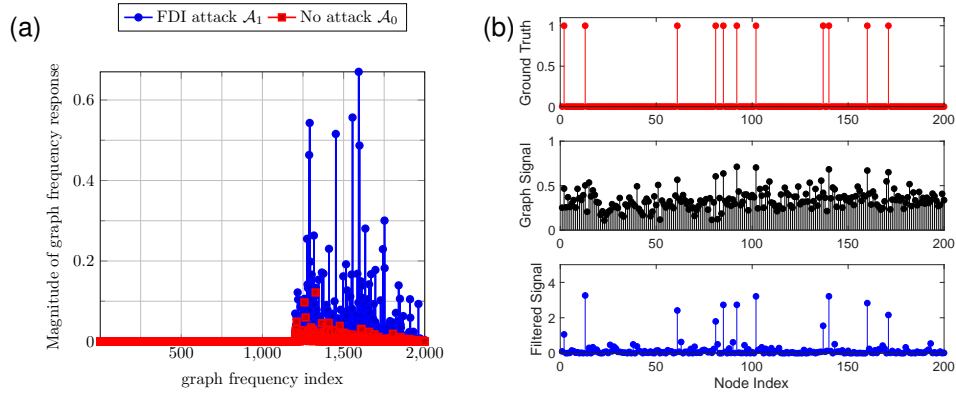 (a)
FDI attack 𝒜₁ No attack 𝒜₀
Magnitude of graph frequency response
0.6
0.4
0.2
0
500 1,000 1,500 2,000
graph frequency index
(b)
Ground Truth
1
0.5
0
0 50 100 150 200
Graph Signal
1
0.5
0
0 50 100 150 200
Filtered Signal
4
2
0
0 50 100 150 200
Node Index